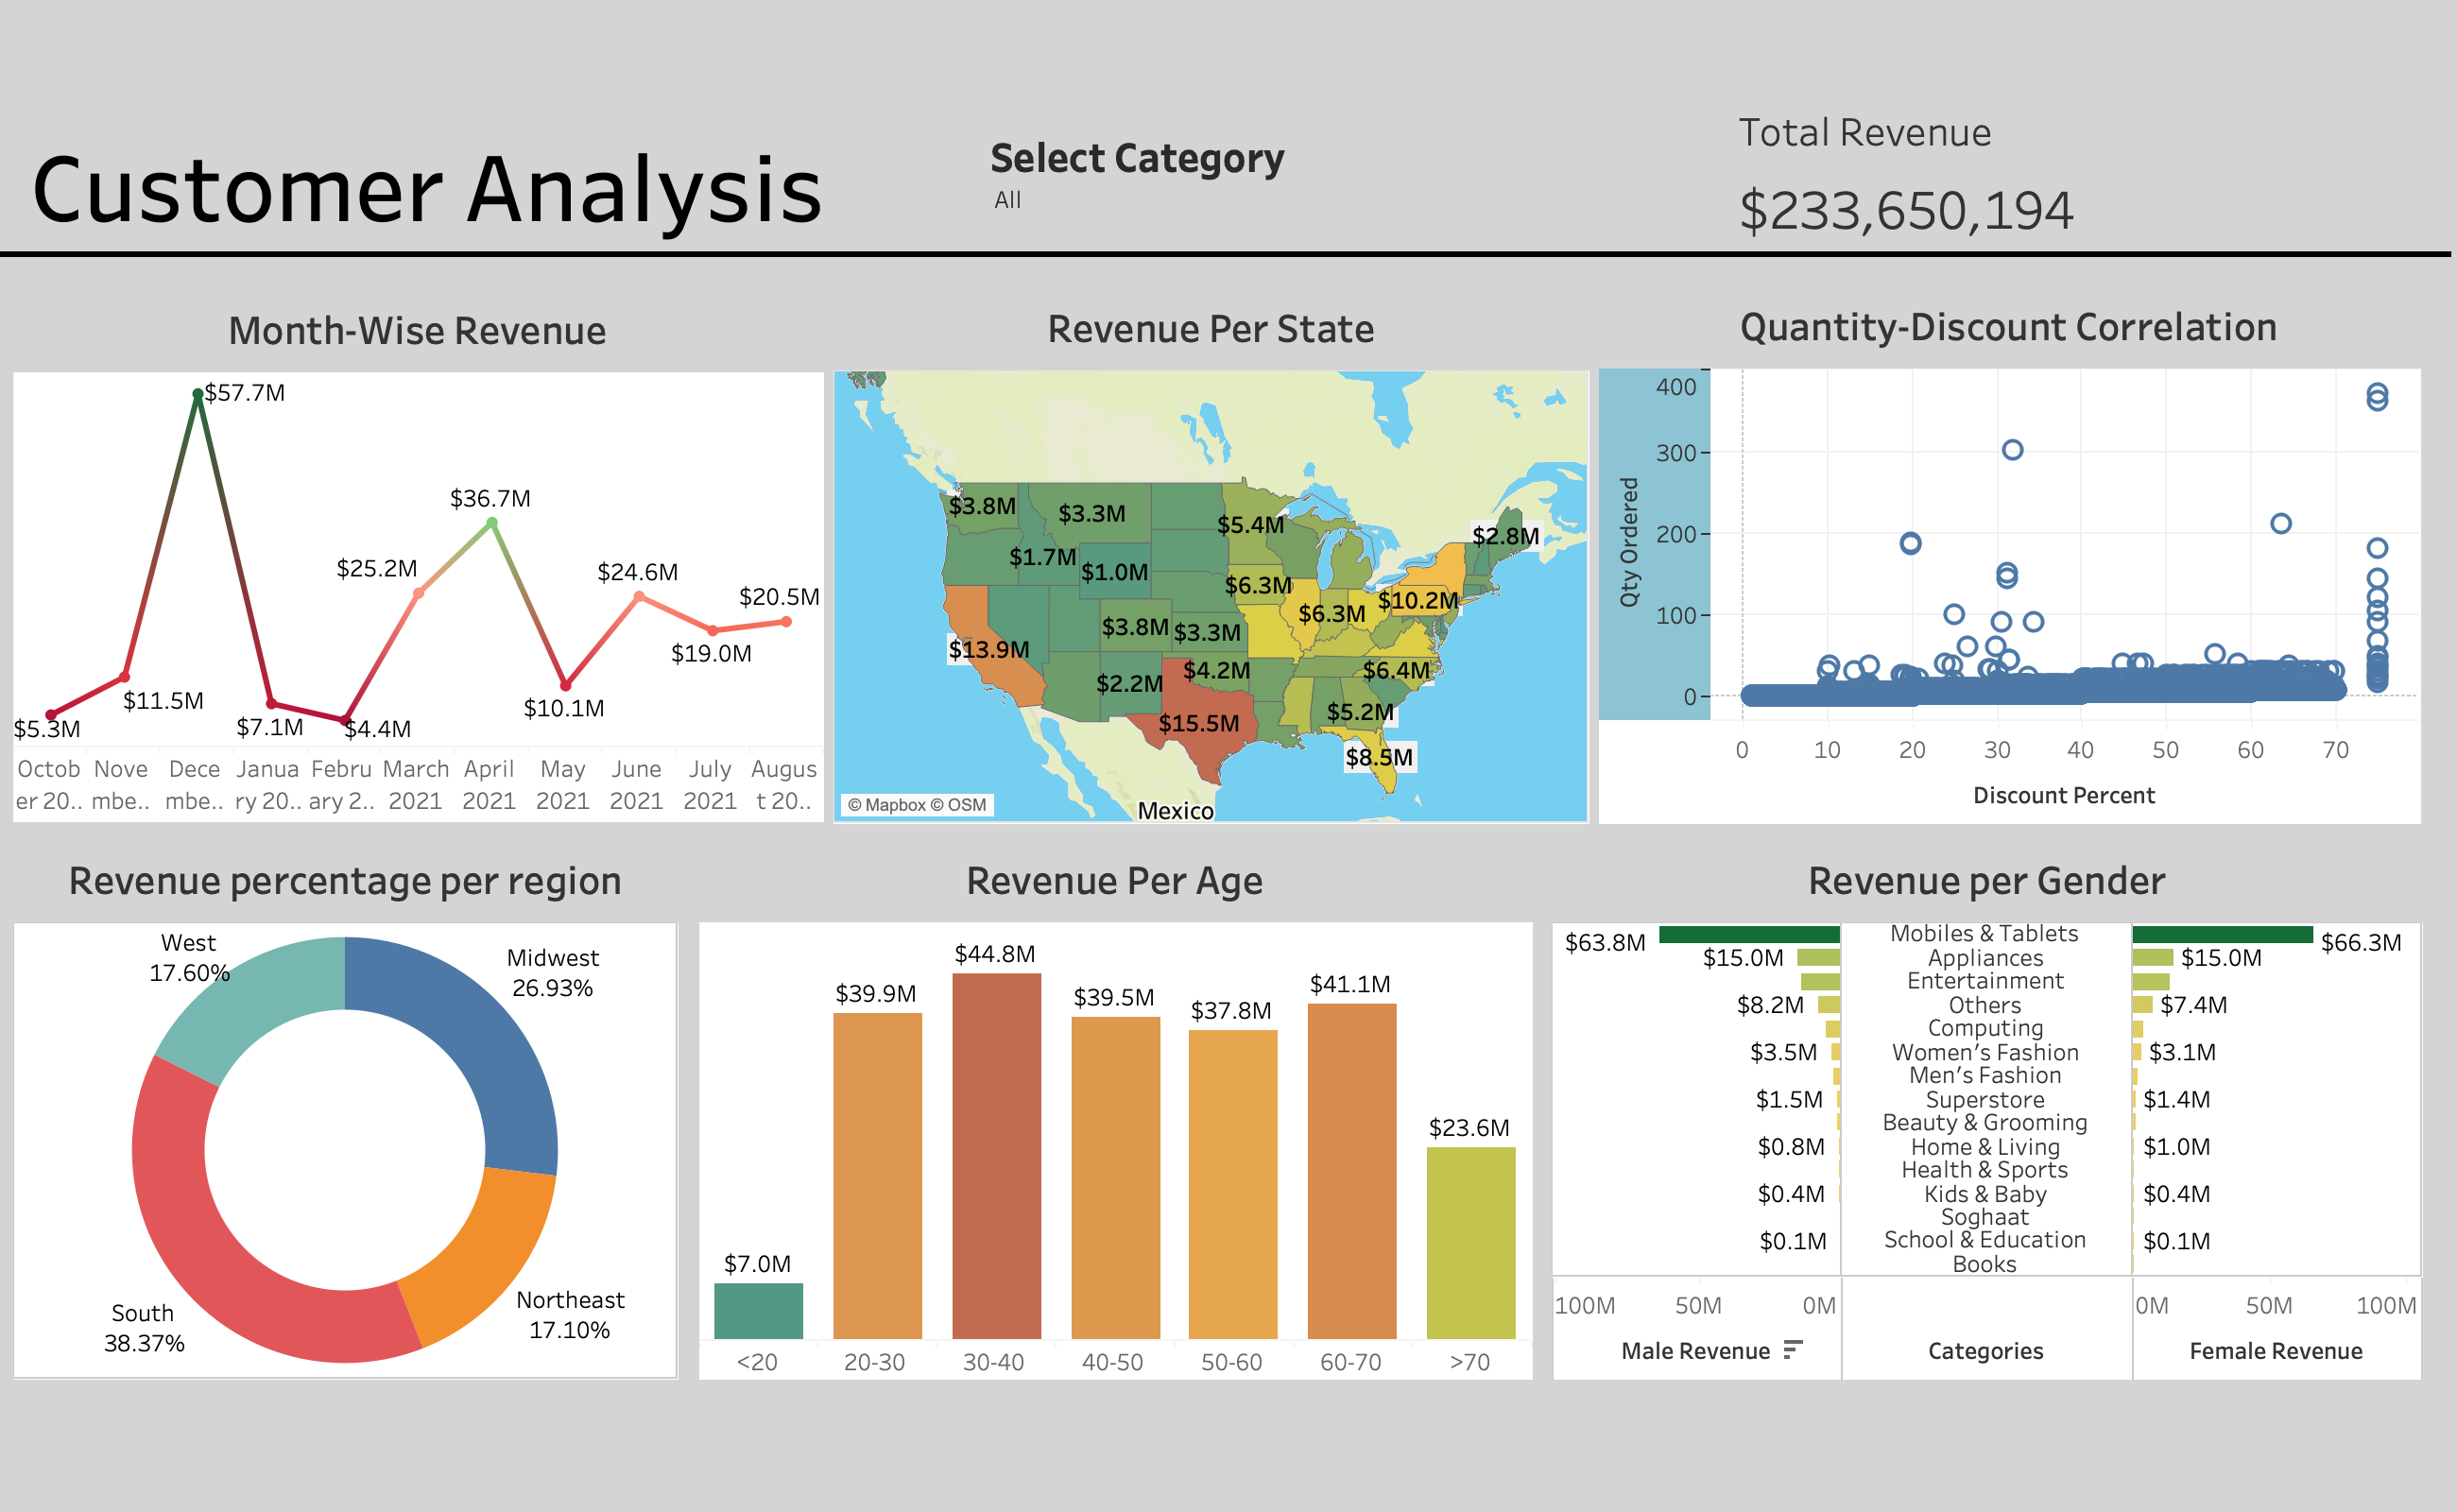 Customer Analysis
Select Category
All
Total Revenue
$233,650,194
Month-Wise Revenue
$57.7M
$36.7M
$25.2M
$24.6M
$20.5M
$19.0M
$11.5M
$10.1M
$5.3M
$7.1M
$4.4M
Octob Nove Dece Janua Febru March April May June July Augus
er 20.. mbe.. mbe.. ry 20.. ary 2.. 2021 2021 2021 2021 2021 t 20..
Revenue Per State
$3.8M
$3.3M
$5.4M
$2.8M
$1.7M
$1.0M
$6.3M
$6.3M
$10.2M
$13.9M
$3.8M
$3.3M
$2.2M
$4.2M
$6.4M
$15.5M
$5.2M
$8.5M
© Mapbox © OSM
Mexico
Quantity-Discount Correlation
Qty Ordered
400
300
200
100
0
0 10 20 30 40 50 60 70
Discount Percent
Revenue percentage per region
West
17.60%
Midwest
26.93%
South
38.37%
Northeast
17.10%
Revenue Per Age
$7.0M
$39.9M
$44.8M
$39.5M
$37.8M
$41.1M
$23.6M
<20 20-30 30-40 40-50 50-60 60-70 >70
Revenue per Gender
$63.8M Mobiles & Tablets $66.3M
$15.0M Appliances $15.0M
Entertainment
$8.2M Others $7.4M
Computing
$3.5M Women's Fashion $3.1M
Men's Fashion
$1.5M Superstore $1.4M
Beauty & Grooming
$0.8M Home & Living $1.0M
Health & Sports
$0.4M Kids & Baby $0.4M
Soghaat
$0.1M School & Education $0.1M
Books
100M 50M 0M 0M 50M 100M
Male Revenue Categories Female Revenue